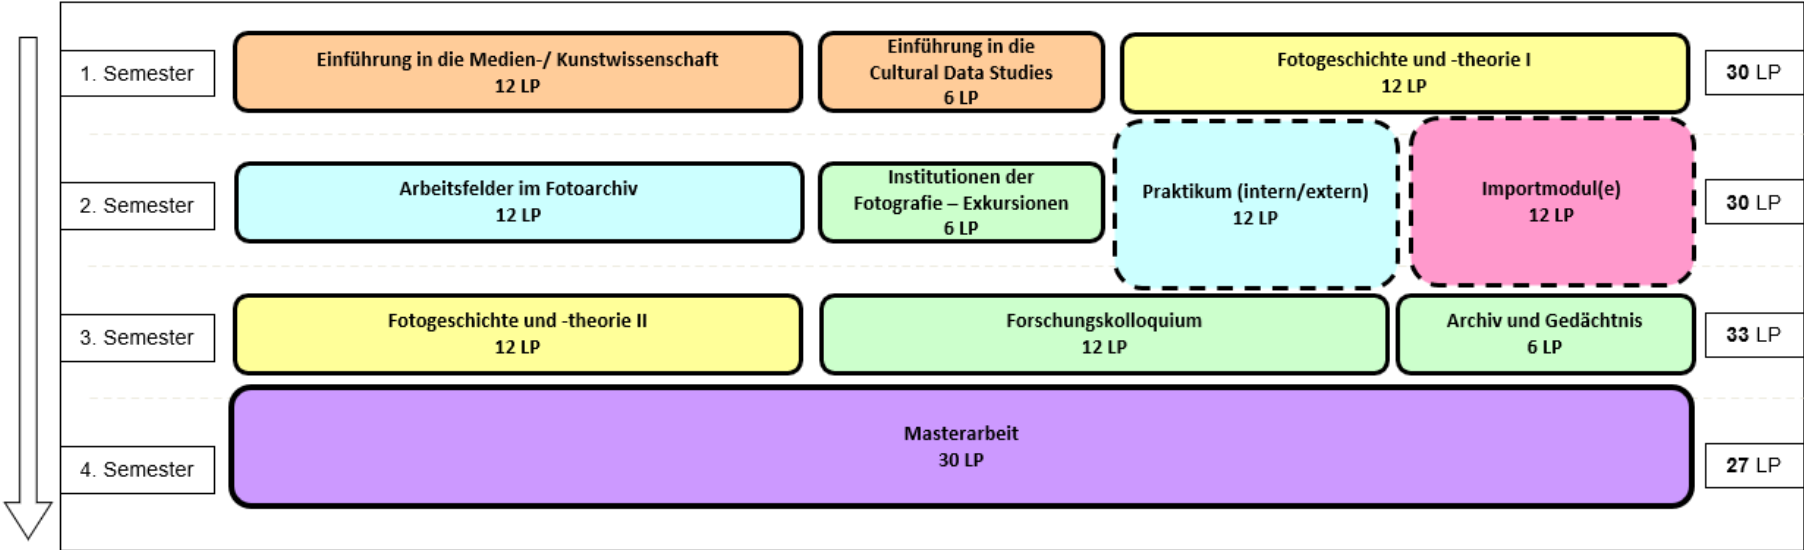 1. Semester
Einführung in die Medien-/ Kunstwissenschaft
12 LP
Einführung in die
Cultural Data Studies
6 LP
Fotogeschichte und -theorie I
12 LP
30 LP
2. Semester
Arbeitsfelder im Fotoarchiv
12 LP
Institutionen der
Fotografie – Exkursionen
6 LP
Praktikum (intern/extern)
12 LP
Importmodul(e)
12 LP
30 LP
3. Semester
Fotogeschichte und -theorie II
12 LP
Forschungskolloquium
12 LP
Archiv und Gedächtnis
6 LP
33 LP
4. Semester
Masterarbeit
30 LP
27 LP